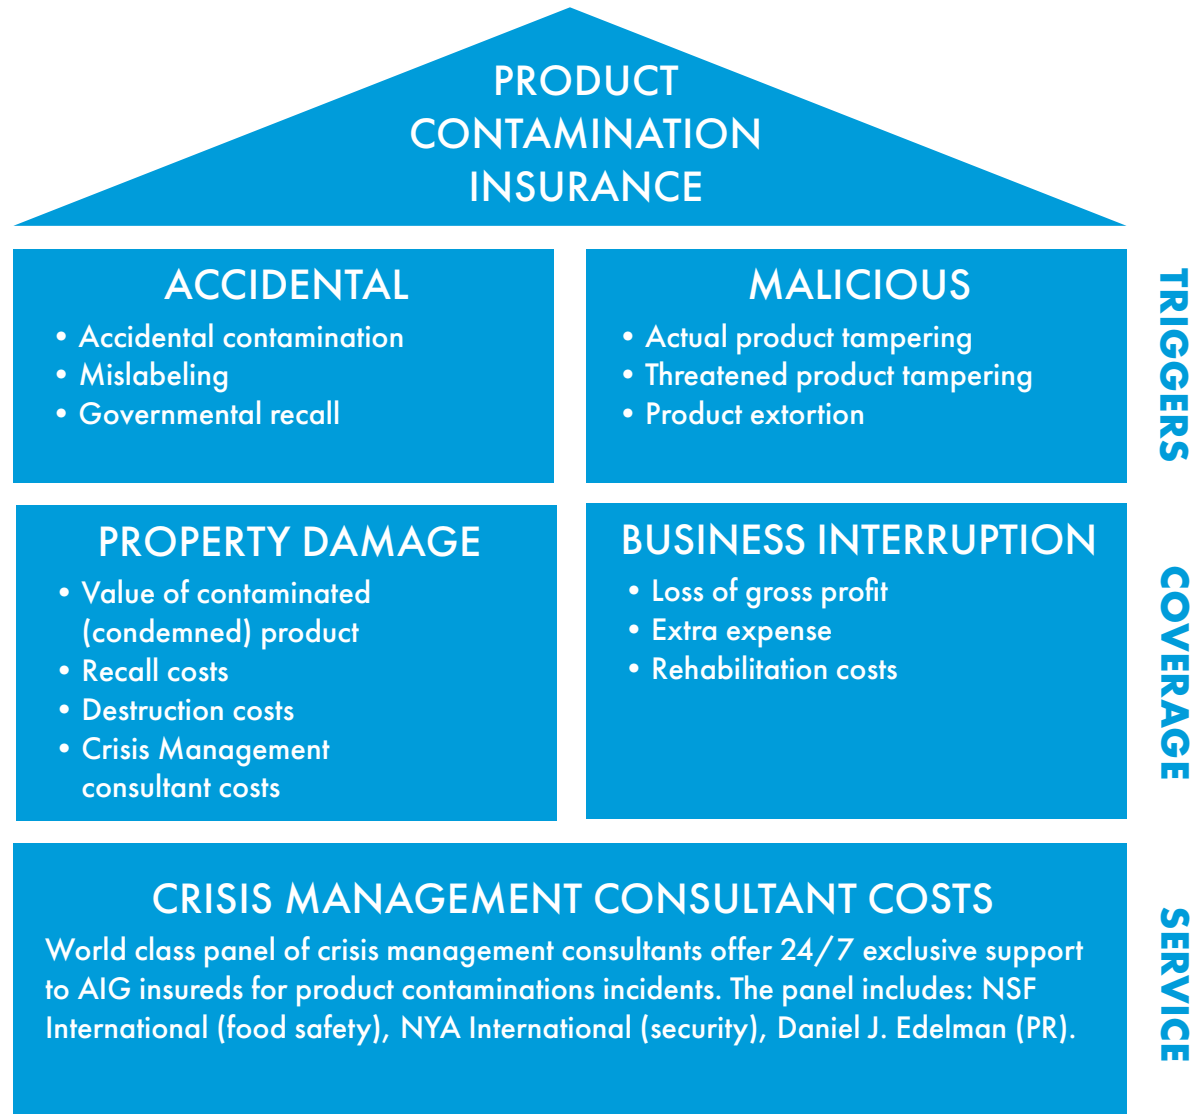 PRODUCT
CONTAMINATION
INSURANCE
ACCIDENTAL
• Accidental contamination
• Mislabeling
• Governmental recall
MALICIOUS
• Actual product tampering
• Threatened product tampering
• Product extortion
TRIGGERS
PROPERTY DAMAGE
• Value of contaminated
(condemned) product
• Recall costs
• Destruction costs
• Crisis Management
consultant costs
BUSINESS INTERRUPTION
• Loss of gross profit
• Extra expense
• Rehabilitation costs
COVERAGE
CRISIS MANAGEMENT CONSULTANT COSTS
World class panel of crisis management consultants offer 24/7 exclusive support
to AIG insureds for product contaminations incidents. The panel includes: NSF
International (food safety), NYA International (security), Daniel J. Edelman (PR).
SERVICE